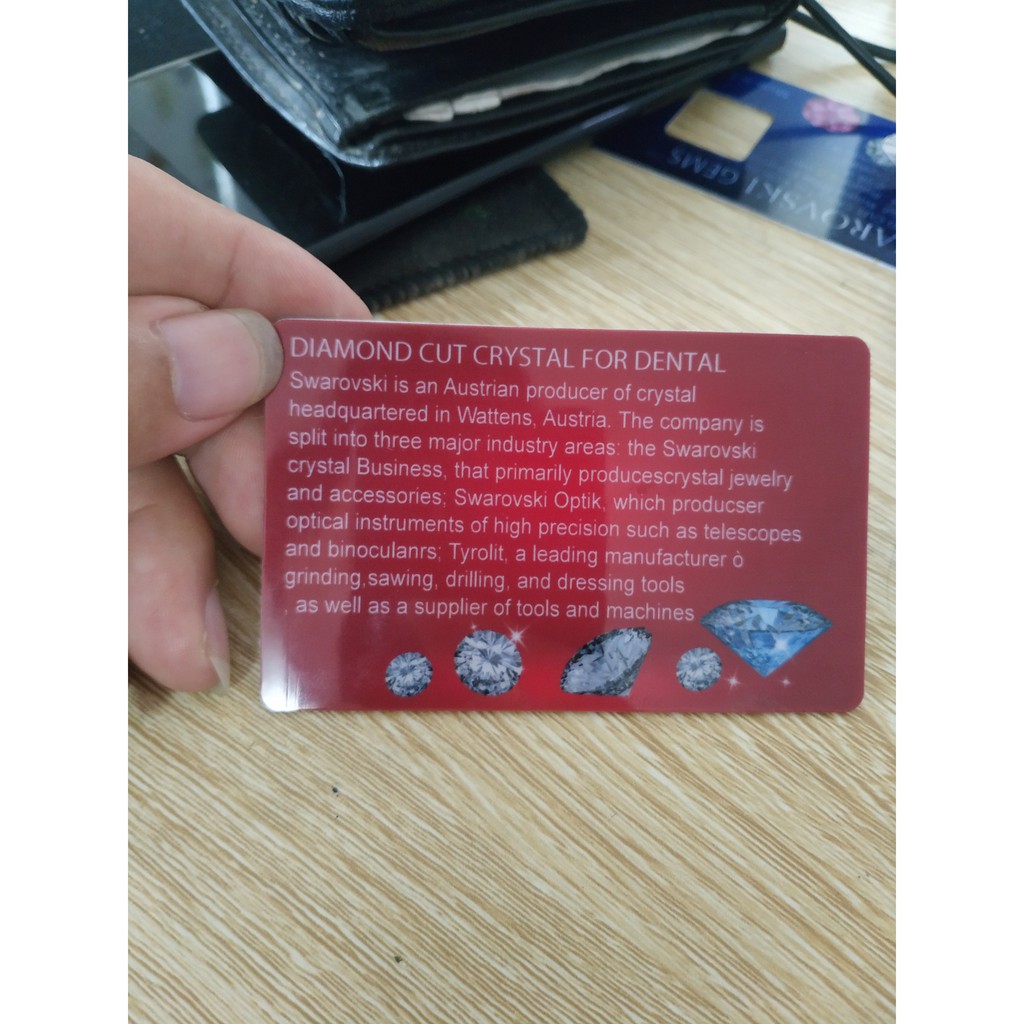 AROVSKI GEMS
DIAMOND CUT CRYSTAL FOR DENTAL
Swarovski is an Austrian producer of crystal
headquartered in Wattens, Austria. The company is
split into three major industry areas: the Swarovski
crystal Business, that primarily producescrystal jewelry
and accessories; Swarovski Optik, which producser
optical instruments of high precision such as telescopes
and binoculanrs; Tyrolit, a leading manufacturer ò
grinding,sawing, drilling, and dressing tools
, as well as a supplier of tools and machines